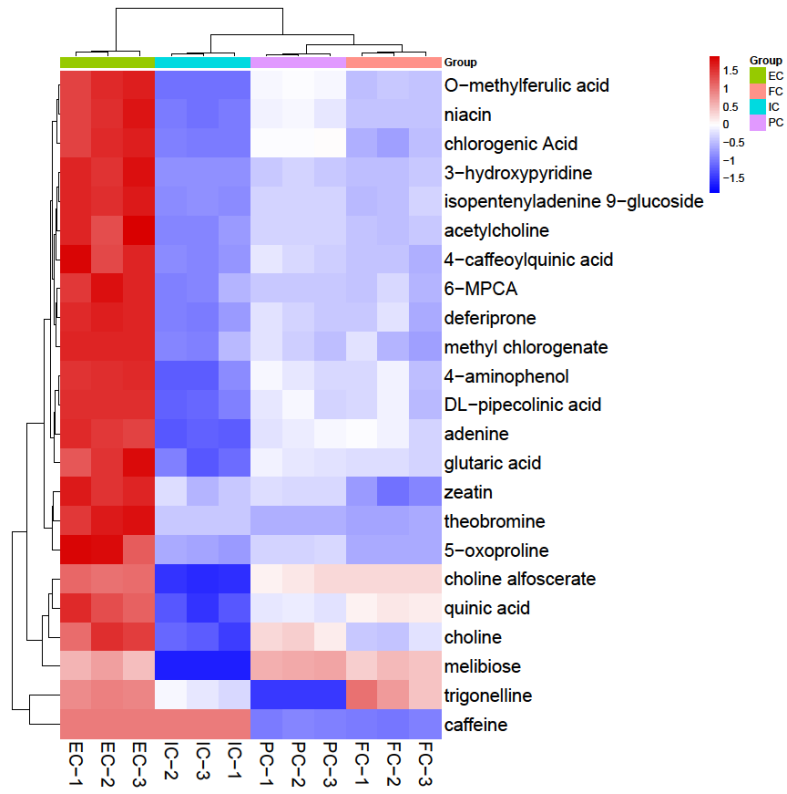 Group
O−methylferulic acid
niacin
chlorogenic Acid
3−hydroxypyridine
isopentenyladenine 9−glucoside
acetylcholine
4−caffeoylquinic acid
6−MPCA
deferiprone
methyl chlorogenate
4−aminophenol
DL−pipecolinic acid
adenine
glutaric acid
zeatin
theobromine
5−oxoproline
choline alfoscerate
quinic acid
choline
melibiose
trigonelline
caffeine
EC−1
EC−2
EC−3
IC−2
IC−3
IC−1
PC−1
PC−2
PC−3
FC−1
FC−2
FC−3
1.5
1
0.5
0
−0.5
−1
−1.5
Group
EC
FC
IC
PC